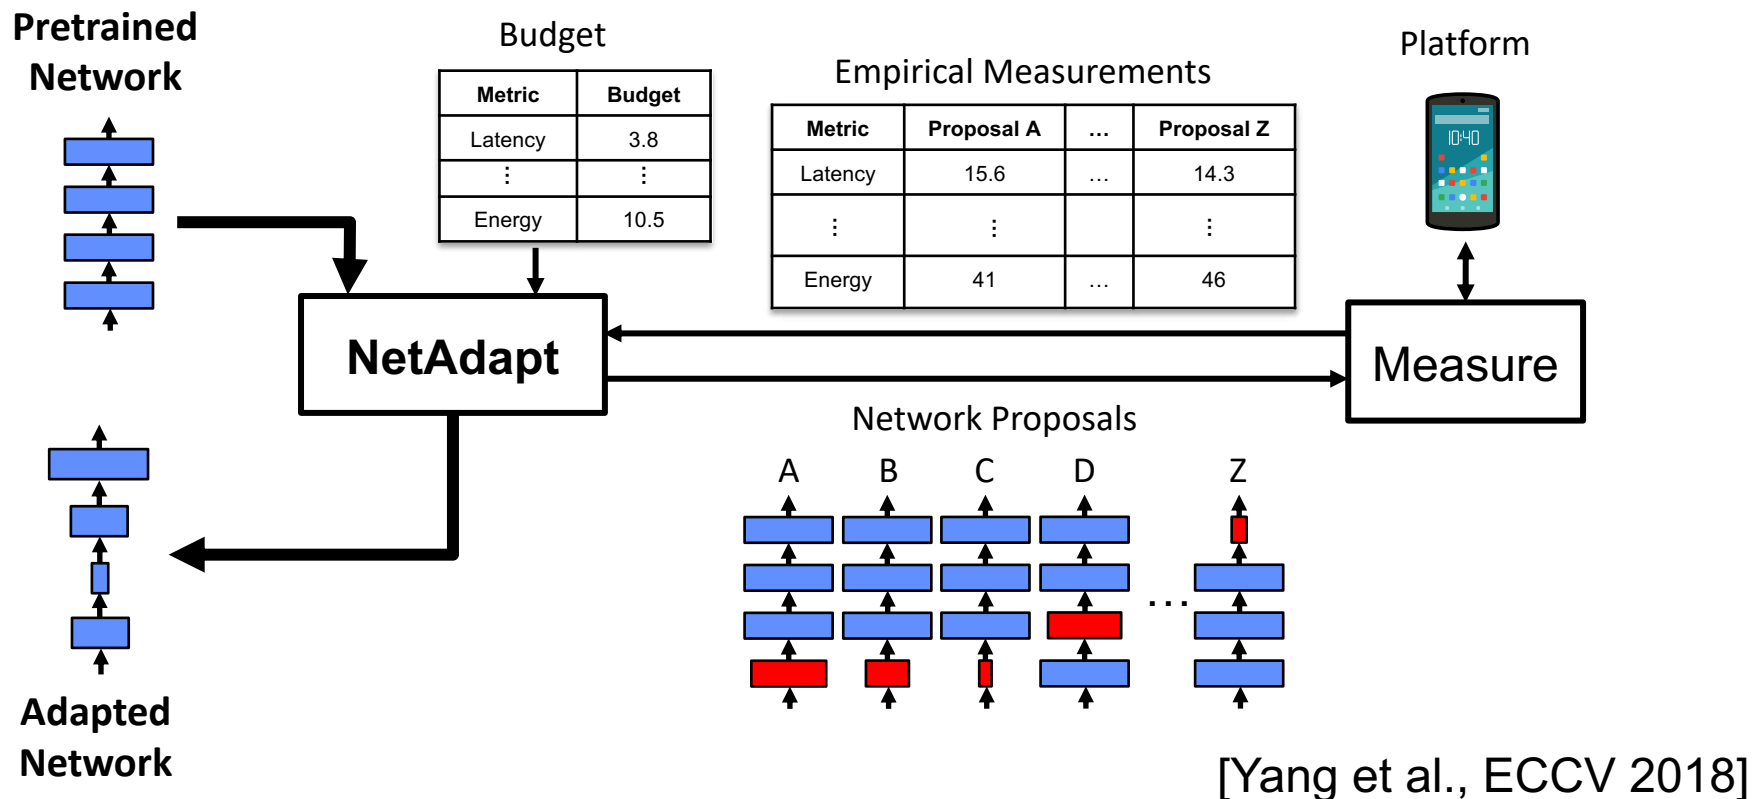 Pretrained
Network
Budget
Metric Budget
Latency 3.8
⋮ ⋮
Energy 10.5
Empirical Measurements
Metric Proposal A ... Proposal Z
Latency 15.6 ... 14.3
⋮ ⋮ ⋮
Energy 41 ... 46
Platform
10:40
NetAdapt
Measure
Network Proposals
A B C D Z
...
Adapted
Network
[Yang et al., ECCV 2018]